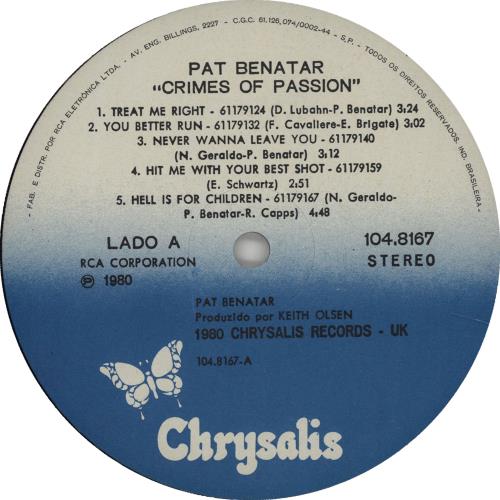 - FAB. E DISTR. POR RCA ELETRÔNICA LTDA. - AV. ENG. BILLINGS, 2227 - C.G.C. 61.126.074/0002-44 - S.P. - TODOS OS DIREITOS RESERVADOS. IND. BRASILEIRA -
PAT BENATAR
"CRIMES OF PASSION"
1. TREAT ME RIGHT - 61179124 (D. Lubahn-P. Benatar) 3:24
2. YOU BETTER RUN - 61179132 (F. Cavaliere-E. Brigate) 3:02
3. NEVER WANNA LEAVE YOU - 61179140
(N. Geraldo-P. Benatar) 3:12
4. HIT ME WITH YOUR BEST SHOT - 61179159
(E. Schwartz) 2:51
5. HELL IS FOR CHILDREN - 61179167 (N. Geraldo-
P. Benatar-R. Capps) 4:48
LADO A
104.8167
RCA CORPORATION
STEREO
℗ 1980
PAT BENATAR
Produzido por KEITH OLSEN
1980 CHRYSALIS RECORDS - UK
104.8167-A
Chrysalis